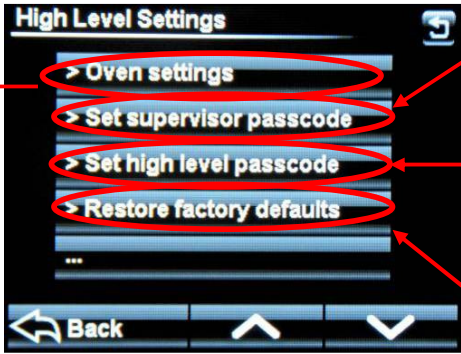 High Level Settings
> Oven settings
> Set supervisor passcode
> Set high level passcode
> Restore factory defaults
...
Back